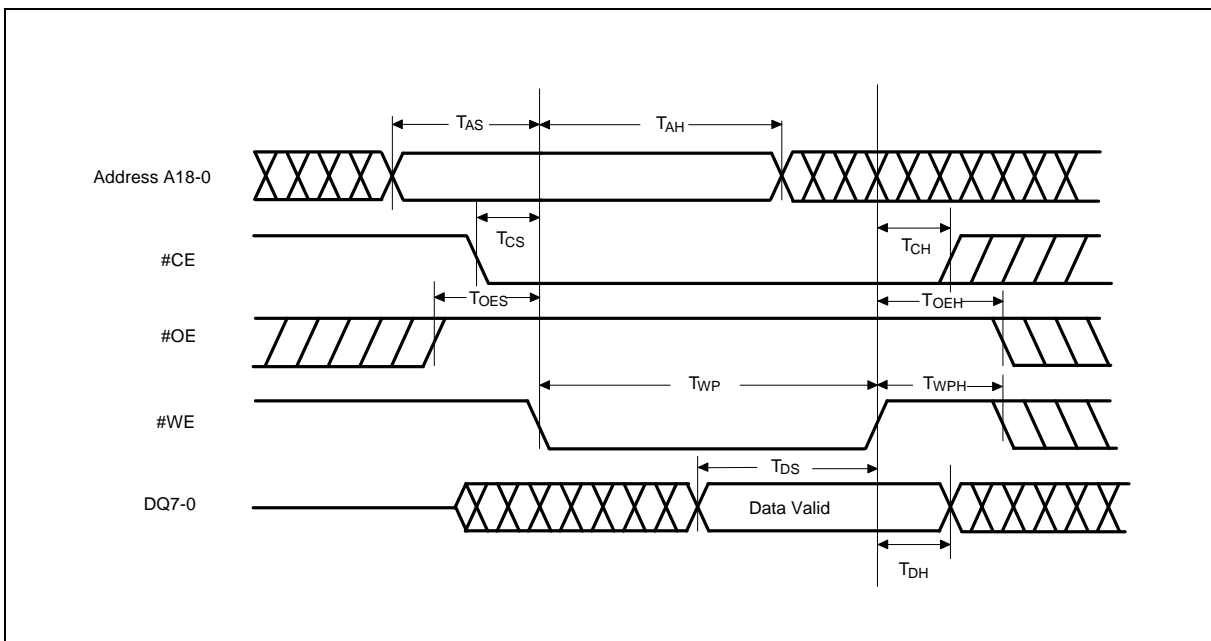 TAS
TAH
Address A18-0
TCS
TCH
#CE
TOES
TOEH
#OE
TWP
TWPH
#WE
TDS
DQ7-0
Data Valid
TDH